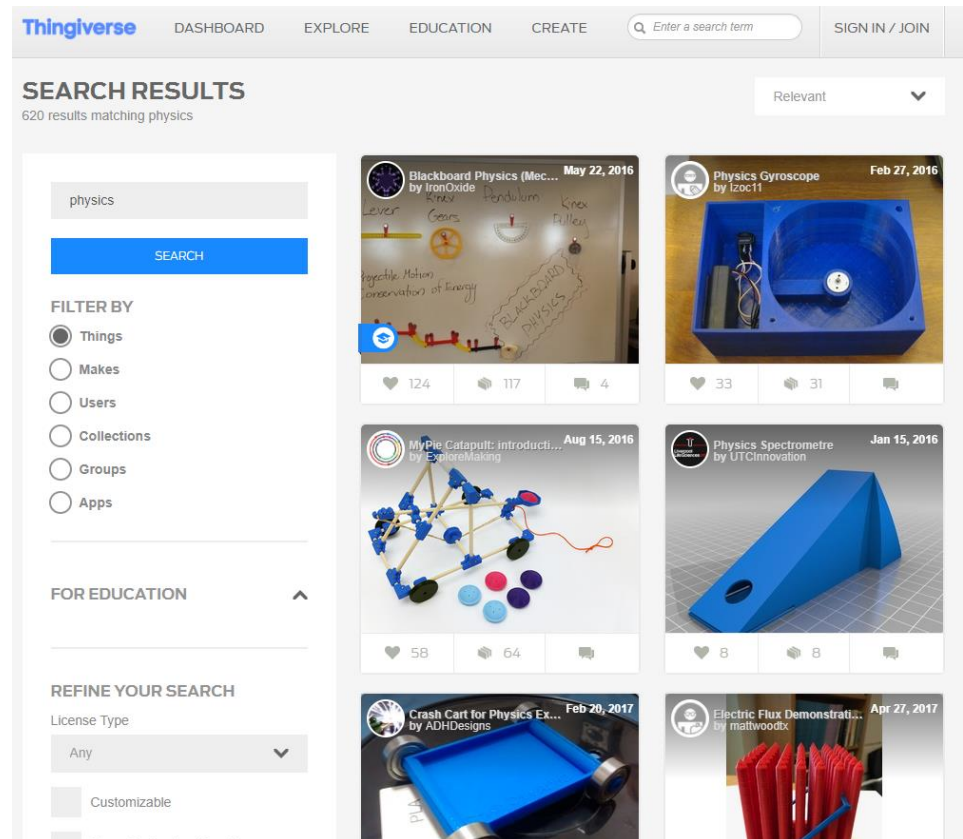 Thingiverse DASHBOARD EXPLORE EDUCATION CREATE Enter a search term SIGN IN / JOIN
SEARCH RESULTS
620 results matching physics
Relevant
physics
SEARCH
FILTER BY
Things
Makes
Users
Collections
Groups
Apps
FOR EDUCATION
REFINE YOUR SEARCH
License Type
Any
Customizable
Blackboard Physics (Mec... May 22, 2016
by IronOxide
Lever Knex Gears Pendulum Knex Pulley
Projectile Motion
Conservation of Energy
BLACKBOARD
PHYSICS
124 117 4
Physics Gyroscope Feb 27, 2016
by Izoc11
33 31
MyPie Catapult: introducti... Aug 15, 2016
by ExploreMaking
58 64
Physics Spectrometre Jan 15, 2016
by UTCInnovation
8 8
Crash Cart for Physics Ex... Feb 20, 2017
by ADHDesigns
Electric Flux Demonstrati... Apr 27, 2017
by mattwoodtx